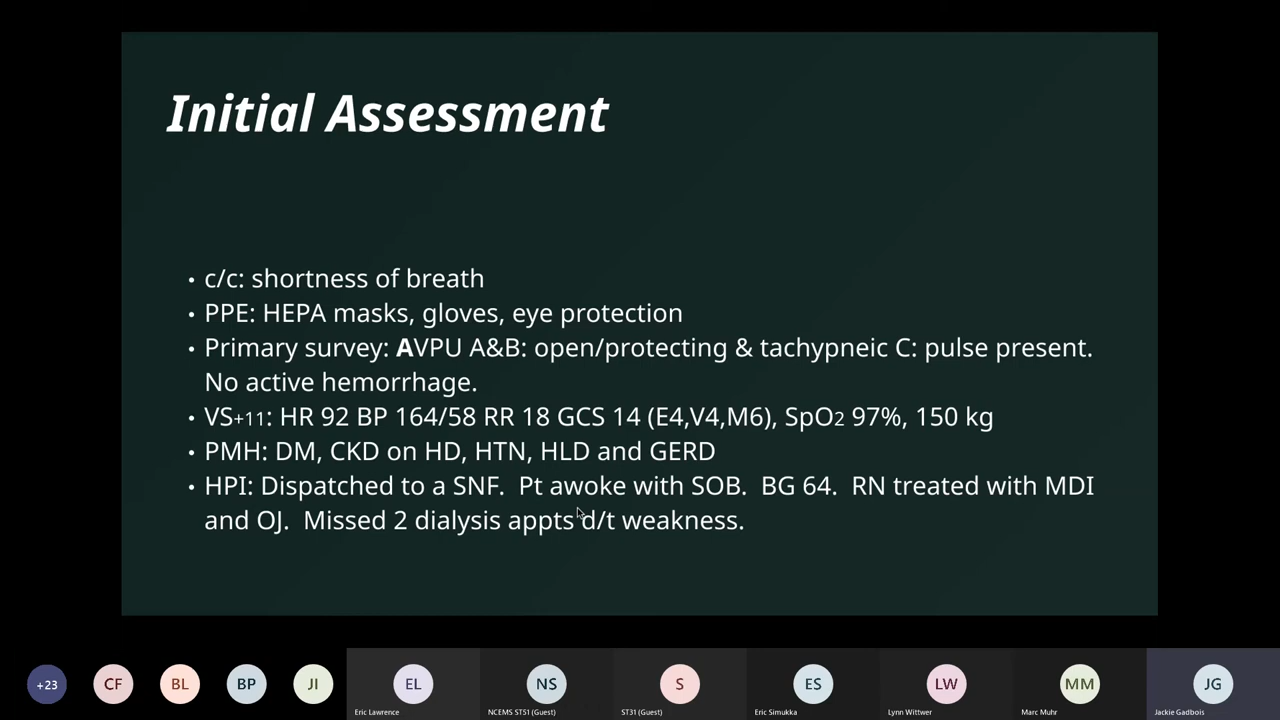 Initial Assessment
• c/c: shortness of breath
• PPE: HEPA masks, gloves, eye protection
• Primary survey: AVPU A&B: open/protecting & tachypneic C: pulse present.
No active hemorrhage.
• VS+11: HR 92 BP 164/58 RR 18 GCS 14 (E4,V4,M6), SpO2 97%, 150 kg
• PMH: DM, CKD on HD, HTN, HLD and GERD
• HPI: Dispatched to a SNF.  Pt awoke with SOB.  BG 64.  RN treated with MDI
and OJ.  Missed 2 dialysis appts d/t weakness.
+23 CF BL BP JI EL NS S ES LW MM JG
Eric Lawrence NCEMS ST51 (Guest) ST31 (Guest) Eric Simukka Lynn Wittwer Marc Muhr Jackie Gadbois